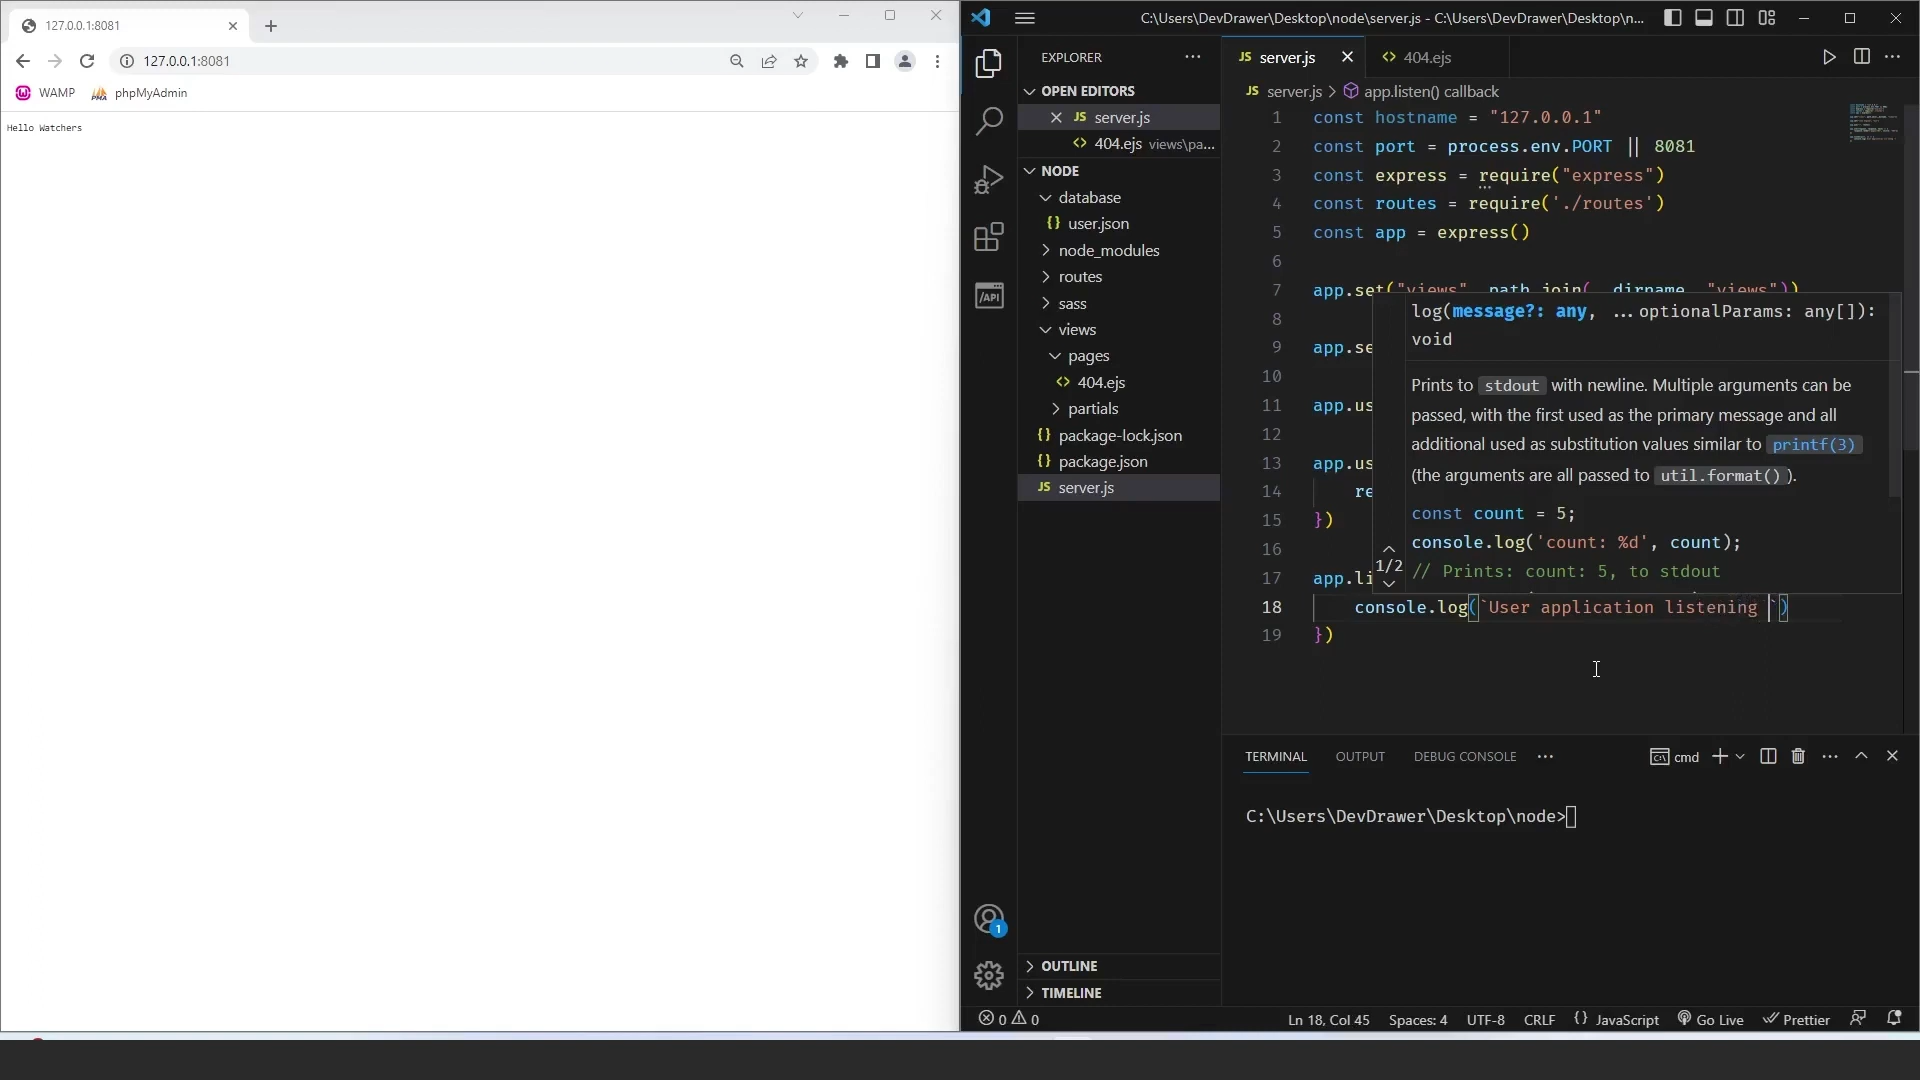 127.0.0.1:8081
127.0.0.1:8081
WAMP
phpMyAdmin
Hello Watchers
C:\Users\DevDrawer\Desktop\node\server.js - C:\Users\DevDrawer\Desktop\n...
EXPLORER
OPEN EDITORS
JS server.js
<> 404.ejs views\pa...
NODE
database
{} user.json
node_modules
routes
sass
views
pages
<> 404.ejs
partials
{} package-lock.json
{} package.json
JS server.js
OUTLINE
TIMELINE
API
1
JS server.js
<> 404.ejs
JS server.js > app.listen() callback
1 const hostname = "127.0.0.1"
2 const port = process.env.PORT || 8081
3 const express = require("express")
4 const routes = require('./routes')
5 const app = express()
6
7 app.set("views", path.join(__dirname, "views"))
8
9 app.se
10
11 app.us
12
13 app.us
14 re
15 })
16
17 app.li
18 console.log(`User application listening `)
19 })
log(message?: any, ...optionalParams: any[]):
void
Prints to stdout with newline. Multiple arguments can be
passed, with the first used as the primary message and all
additional used as substitution values similar to printf(3)
(the arguments are all passed to util.format()).
const count = 5;
console.log('count: %d', count);
// Prints: count: 5, to stdout
1/2
TERMINAL
OUTPUT
DEBUG CONSOLE
cmd
C:\Users\DevDrawer\Desktop\node>
0 0
Ln 18, Col 45
Spaces: 4
UTF-8
CRLF
{} JavaScript
Go Live
Prettier